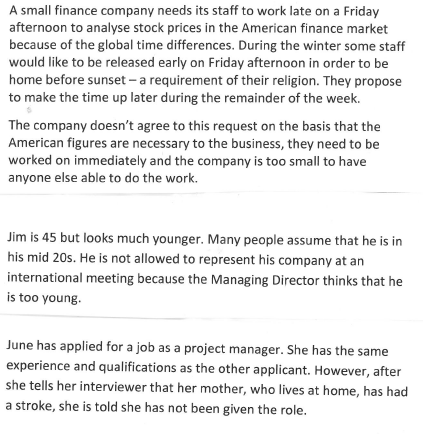 A small finance company needs its staff to work late on a Friday
afternoon to analyse stock prices in the American finance market
because of the global time differences. During the winter some staff
would like to be released early on Friday afternoon in order to be
home before sunset – a requirement of their religion. They propose
to make the time up later during the remainder of the week.
The company doesn't agree to this request on the basis that the
American figures are necessary to the business, they need to be
worked on immediately and the company is too small to have
anyone else able to do the work.
Jim is 45 but looks much younger. Many people assume that he is in
his mid 20s. He is not allowed to represent his company at an
international meeting because the Managing Director thinks that he
is too young.
June has applied for a job as a project manager. She has the same
experience and qualifications as the other applicant. However, after
she tells her interviewer that her mother, who lives at home, has had
a stroke, she is told she has not been given the role.